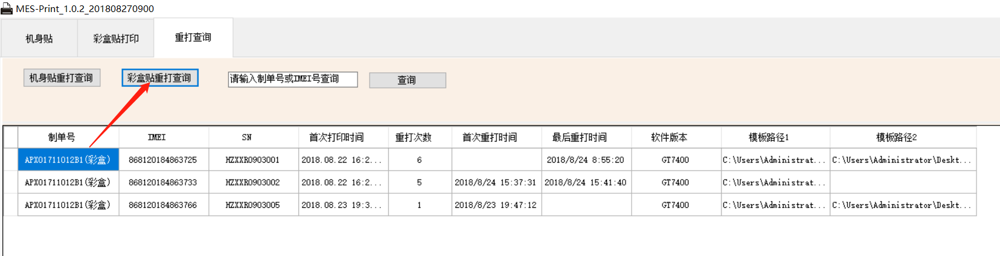 MES-Print_1.0.2_201808270900
机身贴 彩盒贴打印 重打查询
机身贴重打查询 彩盒贴重打查询 请输入制单号或IMEI号查询 查询
制单号 IMEI SN 首次打印时间 重打次数 首次重打时间 最后重打时间 软件版本 模板路径1 模板路径2
APX01711012B1(彩盒) 868120184863725 HZXXR0903001 2018.08.22 16:2... 6 2018/8/24 8:55:20 GT7400 C:\Users\Administrat... C:\Users\Administrator\Deskt...
APX01711012B1(彩盒) 868120184863733 HZXXR0903002 2018.08.22 16:2... 5 2018/8/24 15:37:31 2018/8/24 15:41:40 GT7400 C:\Users\Administrat...
APX01711012B1(彩盒) 868120184863766 HZXXR0903005 2018.08.23 19:3... 1 2018/8/23 19:47:12 GT7400 C:\Users\Administrat... C:\Users\Administrator\Deskt...